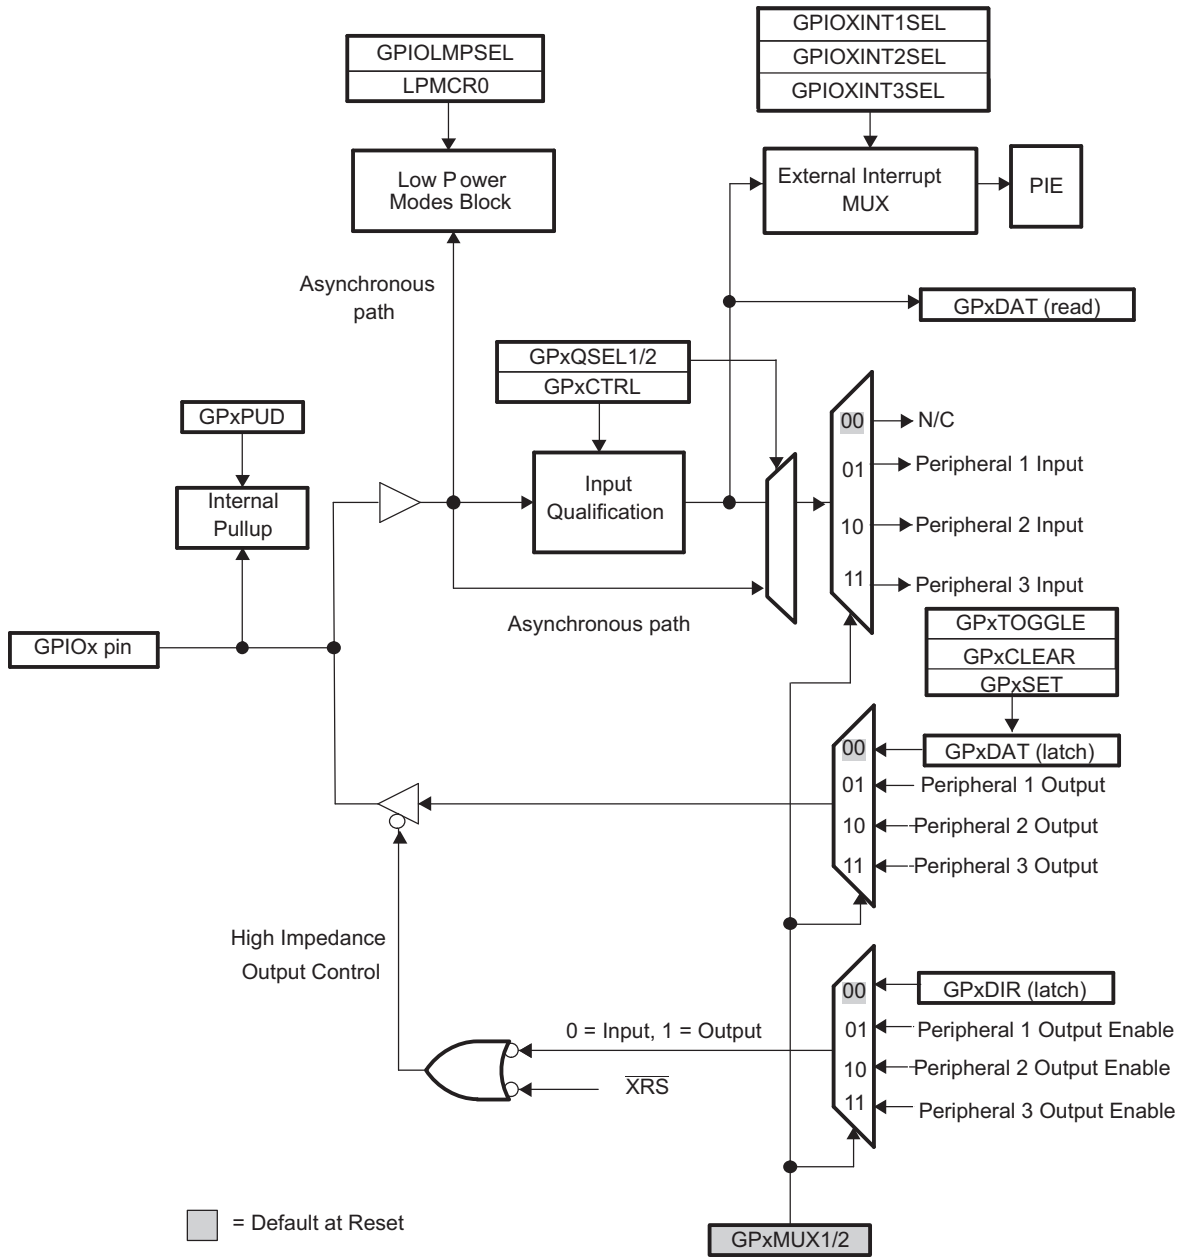 GPIOXINT1SEL
GPIOXINT2SEL
GPIOXINT3SEL
GPIOLMPSEL
LPMCR0
Low Power
Modes Block
External Interrupt
MUX
PIE
Asynchronous
path
GPxDAT (read)
GPxQSEL1/2
GPxCTRL
GPxPUD
Internal
Pullup
Input
Qualification
00
N/C
01
Peripheral 1 Input
10
Peripheral 2 Input
11
Peripheral 3 Input
Asynchronous path
GPIOx pin
GPxTOGGLE
GPxCLEAR
GPxSET
00
GPxDAT (latch)
01
Peripheral 1 Output
10
Peripheral 2 Output
11
Peripheral 3 Output
High Impedance
Output Control
00
GPxDIR (latch)
0 = Input, 1 = Output
01
Peripheral 1 Output Enable
10
Peripheral 2 Output Enable
XRS
11
Peripheral 3 Output Enable
= Default at Reset
GPxMUX1/2